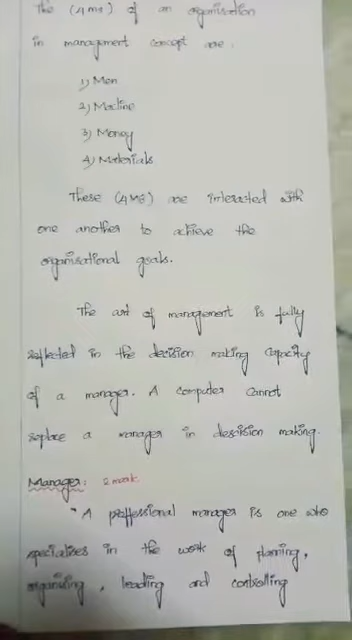 The (4Ms) of an organisation
in management concept are.
1) Men
2) Macline
3) Money
4) Materials
These (4Ms) are interacted with
one another to achieve the
organisational goals.
The art of management is fully
reflected in the decision making capacity
of a manager. A computer cannot
replace a manager in descision making.
Manager: 2 mark
"A proffessional manager is one who
specialises in the work of planning,
organising, leading and controlling